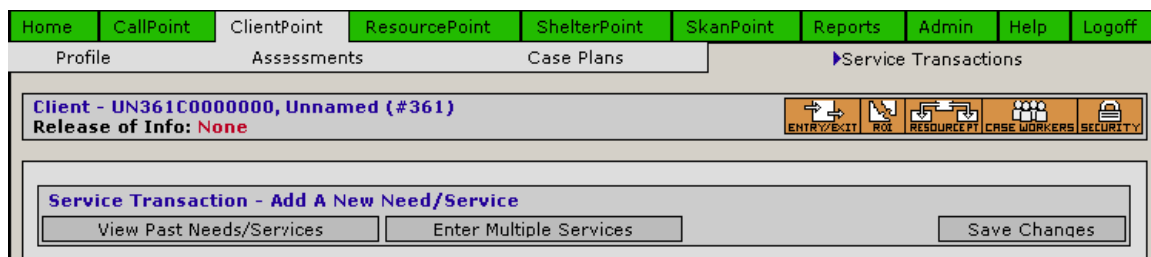 Home CallPoint ClientPoint ResourcePoint ShelterPoint SkanPoint Reports Admin Help Logoff
Profile Assessments Case Plans Service Transactions
Client - UN361C0000000, Unnamed (#361)
Release of Info: None
ENTRY/EXIT ROI RESOURCEPT CASE WORKERS SECURITY
Service Transaction - Add A New Need/Service
View Past Needs/Services Enter Multiple Services Save Changes